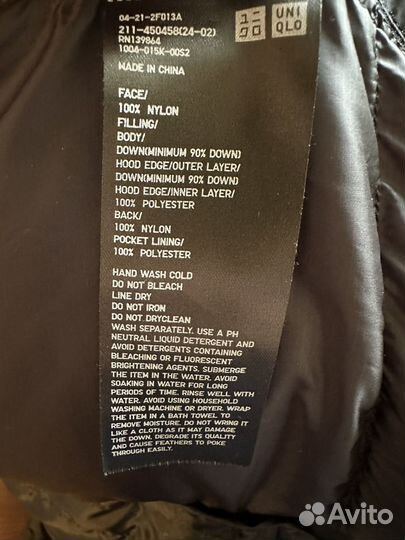 04-21-2F013A
211-450458(24-02)
RN139864
1004-015K-00S2
MADE IN CHINA
UNI
QLO
FACE/
100% NYLON
FILLING/
BODY/
DOWN(MINIMUM 90% DOWN)
HOOD EDGE/OUTER LAYER/
DOWN(MINIMUM 90% DOWN)
HOOD EDGE/INNER LAYER/
100% POLYESTER
BACK/
100% NYLON
POCKET LINING/
100% POLYESTER
HAND WASH COLD
DO NOT BLEACH
LINE DRY
DO NOT IRON
DO NOT DRYCLEAN
WASH SEPARATELY. USE A PH
NEUTRAL LIQUID DETERGENT AND
AVOID DETERGENTS CONTAINING
BLEACHING OR FLUORESCENT
BRIGHTENING AGENTS. SUBMERGE
THE ITEM IN THE WATER. AVOID
SOAKING IN WATER FOR LONG
PERIODS OF TIME. RINSE WELL WITH
WATER. AVOID USING HOUSEHOLD
WASHING MACHINE OR DRYER. WRAP
THE ITEM IN A BATH TOWEL TO
REMOVE MOISTURE. DO NOT WRING IT
LIKE A CLOTH AS IT MAY DAMAGE
THE DOWN. DEGRADE ITS QUALITY
AND CAUSE FEATHERS TO POKE
THROUGH EASILY.
Avito